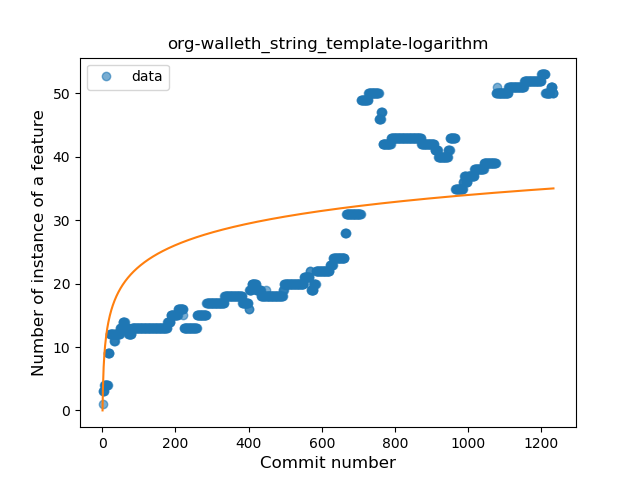 org-walleth_string_template-logarithm
data
Number of instance of a feature
50
40
30
20
10
0
0 200 400 600 800 1000 1200
Commit number